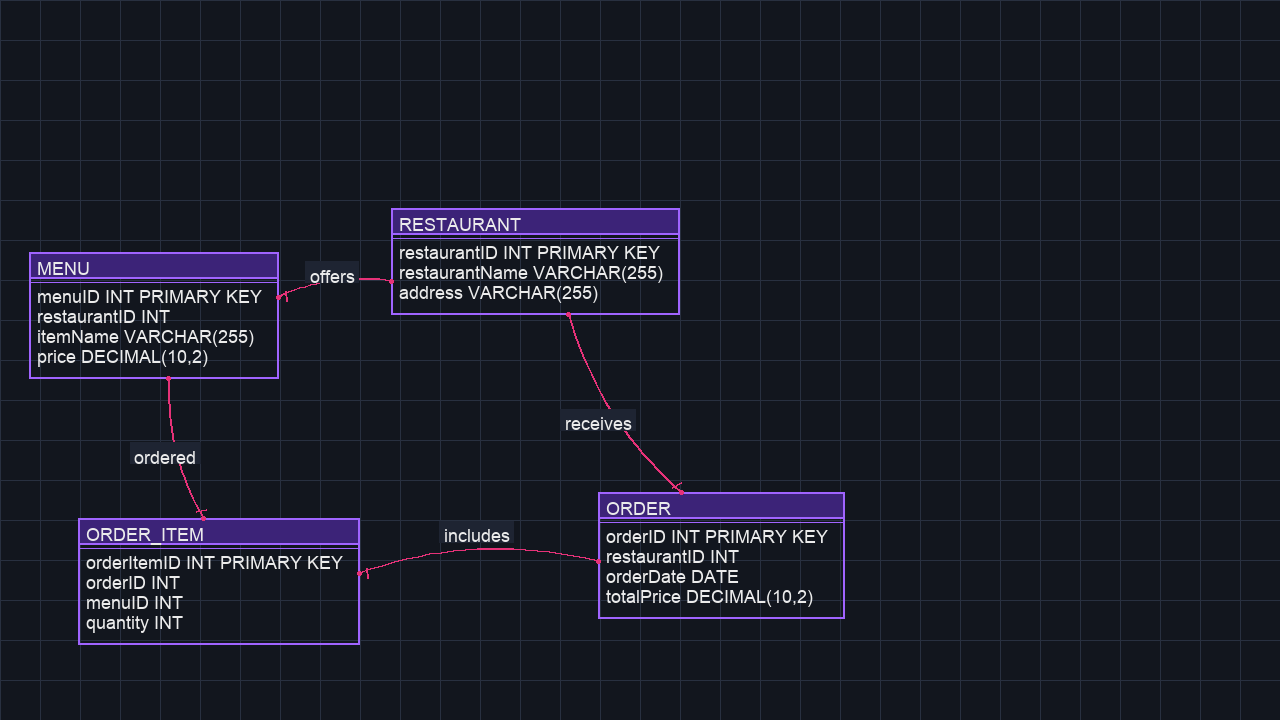 RESTAURANT
restaurantID INT PRIMARY KEY
restaurantName VARCHAR(255)
address VARCHAR(255)
MENU
menuID INT PRIMARY KEY
restaurantID INT
itemName VARCHAR(255)
price DECIMAL(10,2)
offers
receives
ordered
ORDER
orderID INT PRIMARY KEY
restaurantID INT
orderDate DATE
totalPrice DECIMAL(10,2)
includes
ORDER_ITEM
orderItemID INT PRIMARY KEY
orderID INT
menuID INT
quantity INT